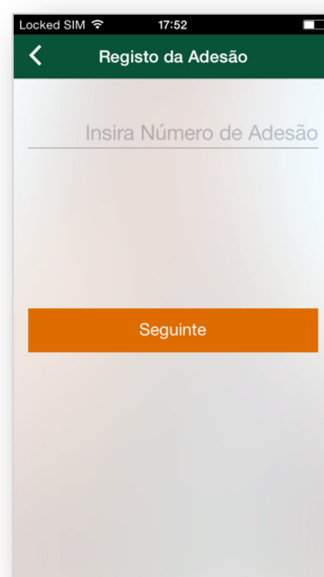 Locked SIM 17:52
Registo da Adesão
Insira Número de Adesão
Seguinte